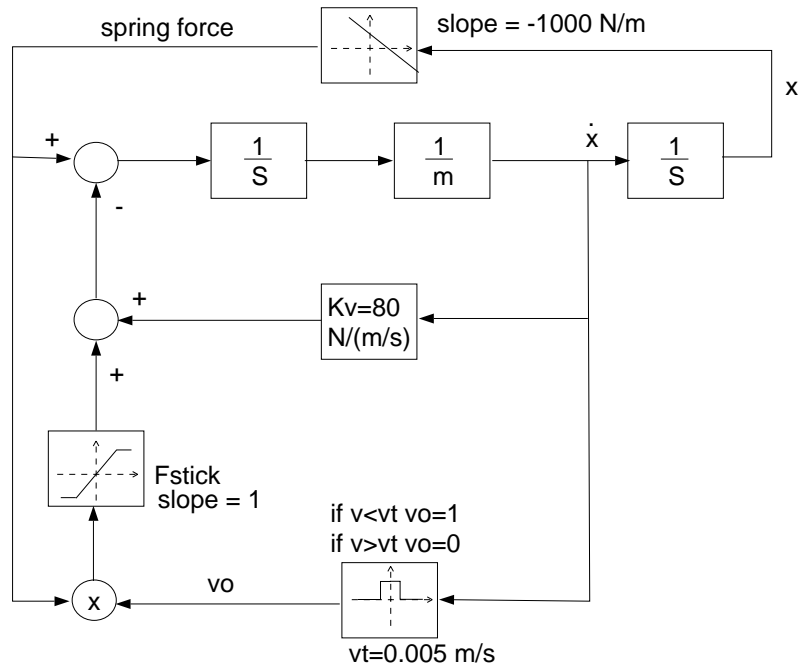 spring force
slope = -1000 N/m
x
+
1
S
1
m
ẋ
1
S
-
+
Kv=80
N/(m/s)
+
Fstick
slope = 1
if v<vt vo=1
if v>vt vo=0
vo
x
vt=0.005 m/s